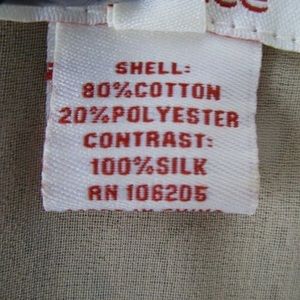 SHELL:
80%COTTON
20%POLYESTER
CONTRAST:
100%SILK
RN 106205